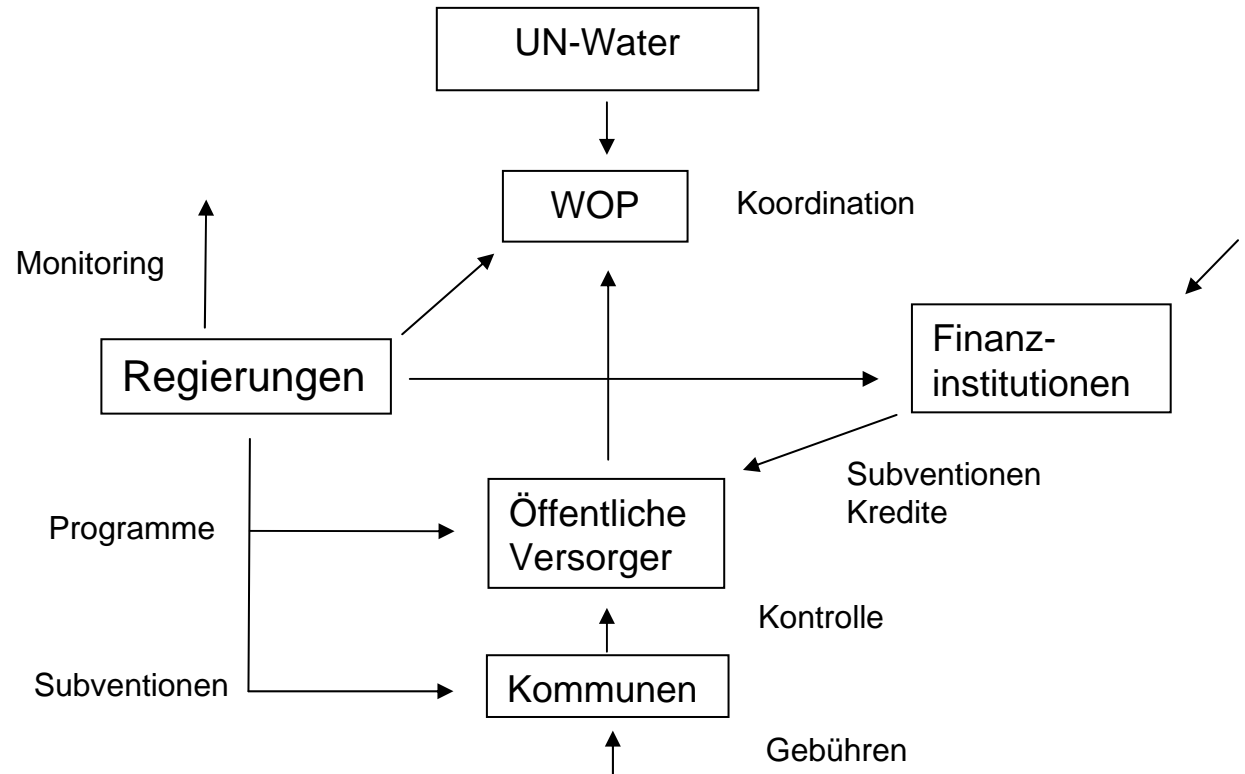 UN-Water
WOP
Koordination
Monitoring
Regierungen
Finanz-
institutionen
Subventionen
Kredite
Öffentliche
Versorger
Programme
Kontrolle
Subventionen
Kommunen
Gebühren